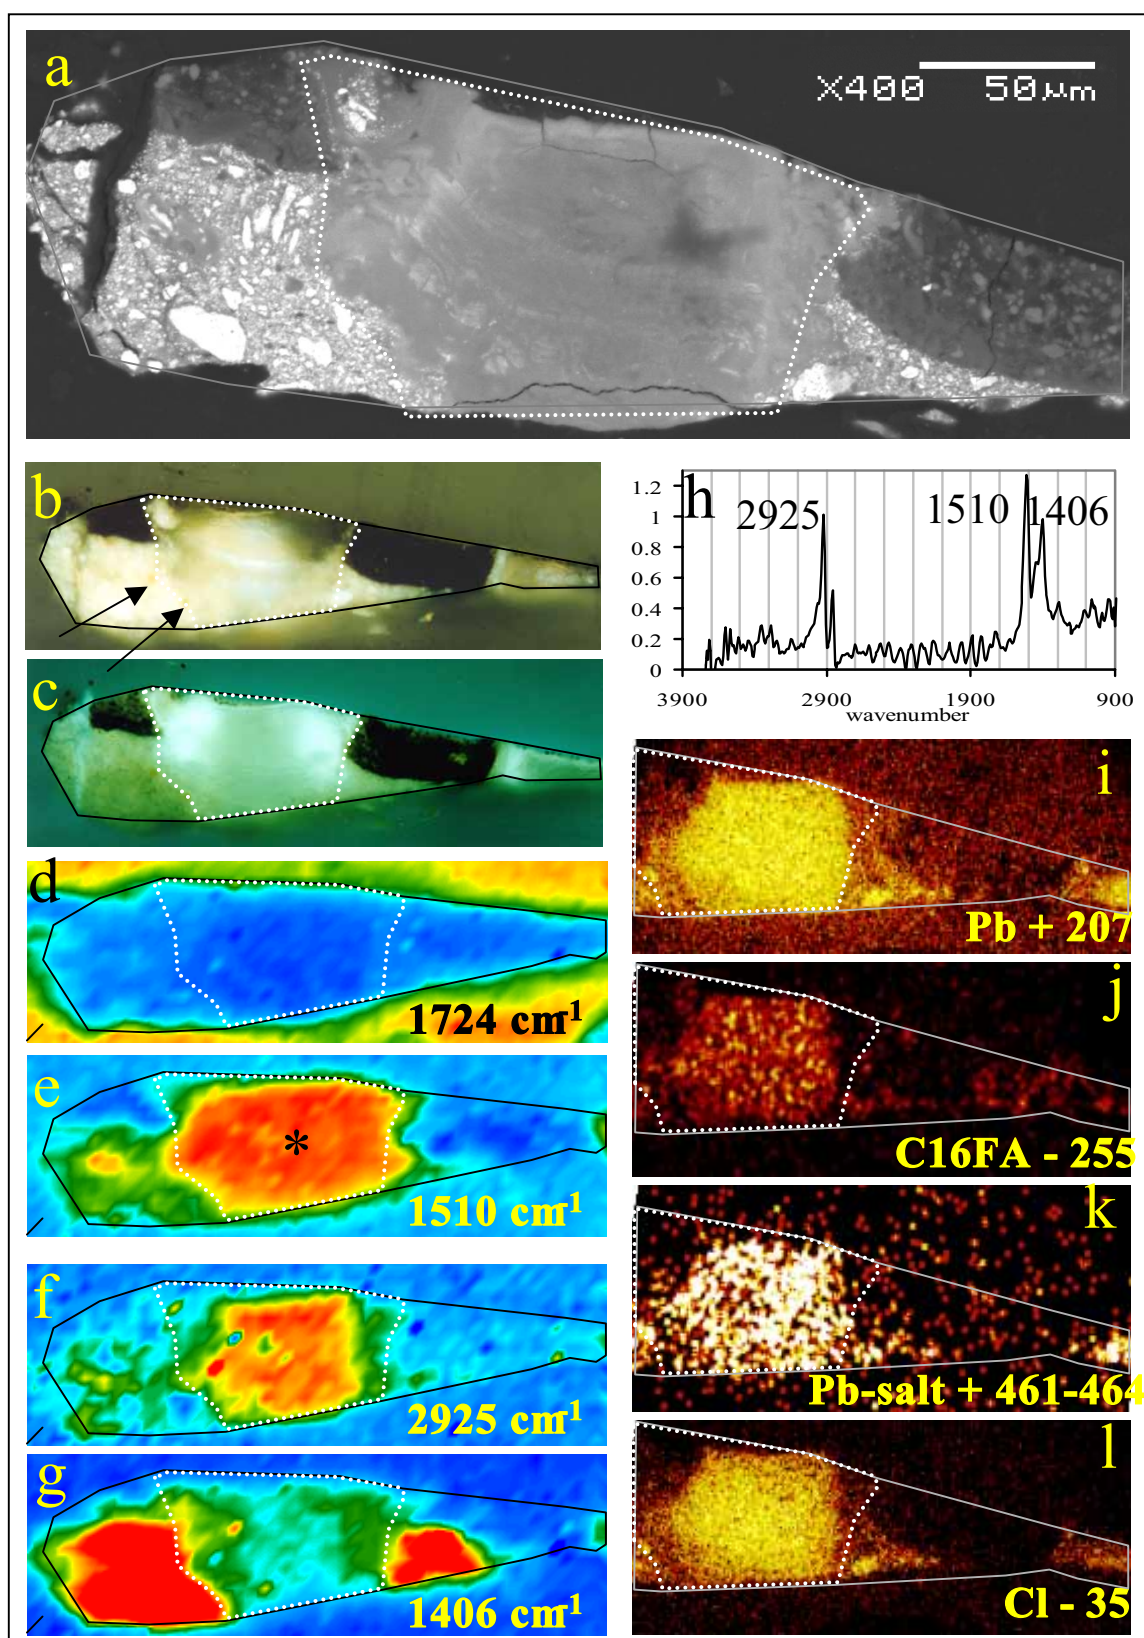 a
X400 50μm
b
c
d
1724 cm1
e
*
1510 cm1
f
2925 cm1
g
1406 cm1
h
2925
1510
1406
1.2
1
0.8
0.6
0.4
0.2
0
3900
2900
1900
900
wavenumber
i
Pb + 207
j
C16FA - 255
k
Pb-salt + 461-464
l
Cl - 35